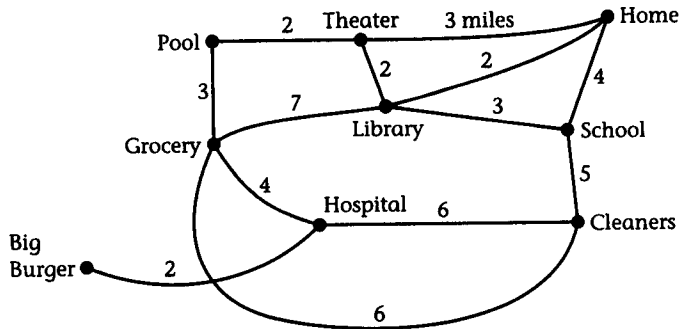 Theater
Home
Pool
2
3 miles
2
2
4
3
7
3
Library
School
Grocery
5
4
Hospital
6
Cleaners
Big
Burger
2
6